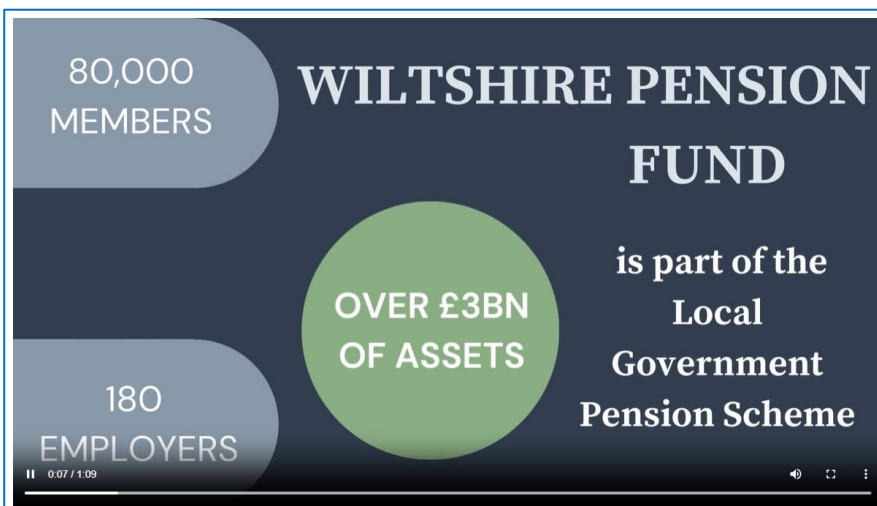 80,000
MEMBERS
WILTSHIRE PENSION
FUND
OVER £3BN
OF ASSETS
is part of the
Local
Government
Pension Scheme
180
EMPLOYERS
0:07 / 1:09